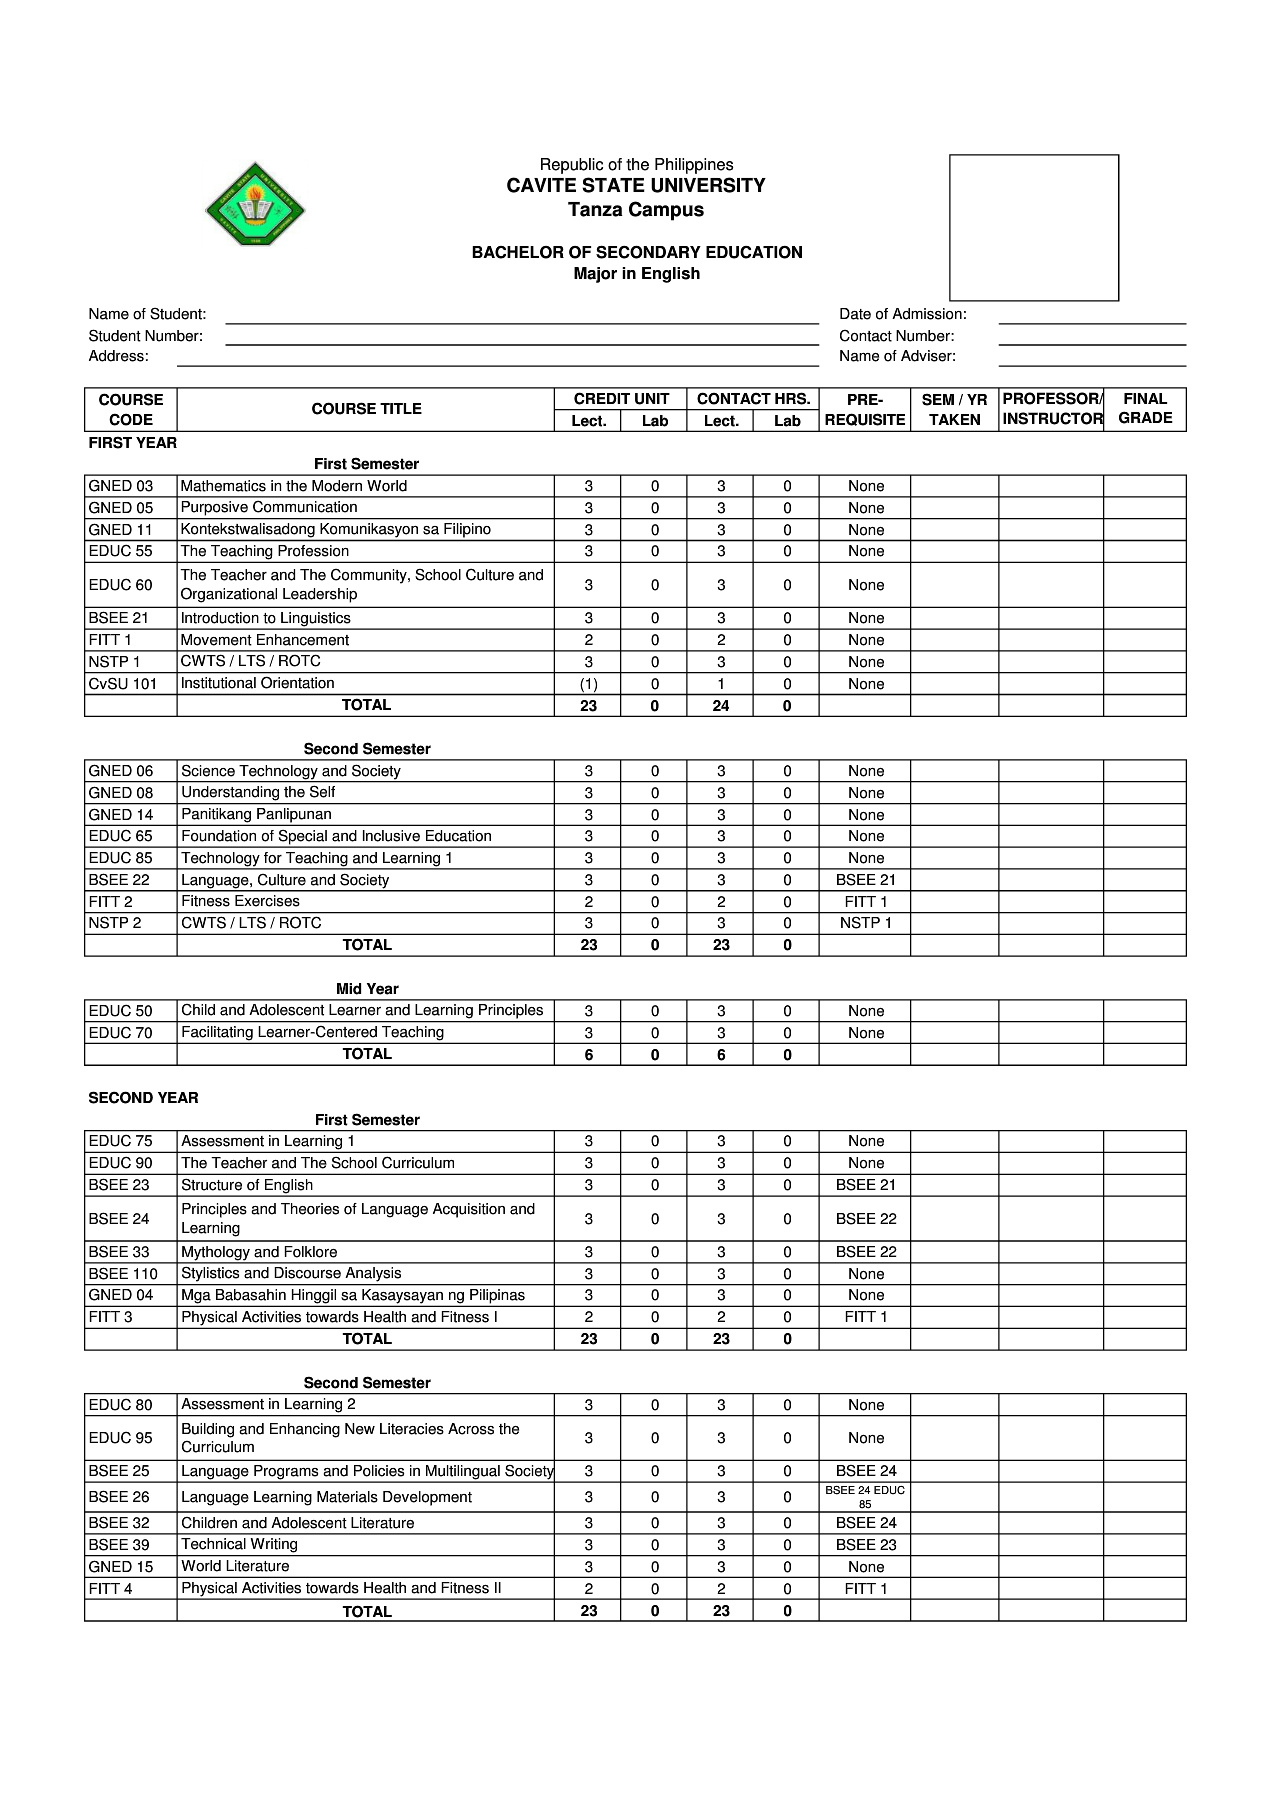 Republic of the Philippines
CAVITE STATE UNIVERSITY
Tanza Campus
BACHELOR OF SECONDARY EDUCATION
Major in English
Name of Student:
Date of Admission:
Student Number:
Contact Number:
Address:
Name of Adviser:
COURSE CODE COURSE TITLE CREDIT UNIT CONTACT HRS. PRE-REQUISITE SEM / YR TAKEN PROFESSOR/ INSTRUCTOR FINAL GRADE
Lect. Lab Lect. Lab
FIRST YEAR
First Semester
GNED 03 Mathematics in the Modern World 3 0 3 0 None
GNED 05 Purposive Communication 3 0 3 0 None
GNED 11 Kontekstwalisadong Komunikasyon sa Filipino 3 0 3 0 None
EDUC 55 The Teaching Profession 3 0 3 0 None
EDUC 60 The Teacher and The Community, School Culture and Organizational Leadership 3 0 3 0 None
BSEE 21 Introduction to Linguistics 3 0 3 0 None
FITT 1 Movement Enhancement 2 0 2 0 None
NSTP 1 CWTS / LTS / ROTC 3 0 3 0 None
CvSU 101 Institutional Orientation (1) 0 1 0 None
TOTAL 23 0 24 0
Second Semester
GNED 06 Science Technology and Society 3 0 3 0 None
GNED 08 Understanding the Self 3 0 3 0 None
GNED 14 Panitikang Panlipunan 3 0 3 0 None
EDUC 65 Foundation of Special and Inclusive Education 3 0 3 0 None
EDUC 85 Technology for Teaching and Learning 1 3 0 3 0 None
BSEE 22 Language, Culture and Society 3 0 3 0 BSEE 21
FITT 2 Fitness Exercises 2 0 2 0 FITT 1
NSTP 2 CWTS / LTS / ROTC 3 0 3 0 NSTP 1
TOTAL 23 0 23 0
Mid Year
EDUC 50 Child and Adolescent Learner and Learning Principles 3 0 3 0 None
EDUC 70 Facilitating Learner-Centered Teaching 3 0 3 0 None
TOTAL 6 0 6 0
SECOND YEAR
First Semester
EDUC 75 Assessment in Learning 1 3 0 3 0 None
EDUC 90 The Teacher and The School Curriculum 3 0 3 0 None
BSEE 23 Structure of English 3 0 3 0 BSEE 21
BSEE 24 Principles and Theories of Language Acquisition and Learning 3 0 3 0 BSEE 22
BSEE 33 Mythology and Folklore 3 0 3 0 BSEE 22
BSEE 110 Stylistics and Discourse Analysis 3 0 3 0 None
GNED 04 Mga Babasahin Hinggil sa Kasaysayan ng Pilipinas 3 0 3 0 None
FITT 3 Physical Activities towards Health and Fitness I 2 0 2 0 FITT 1
TOTAL 23 0 23 0
Second Semester
EDUC 80 Assessment in Learning 2 3 0 3 0 None
EDUC 95 Building and Enhancing New Literacies Across the Curriculum 3 0 3 0 None
BSEE 25 Language Programs and Policies in Multilingual Society 3 0 3 0 BSEE 24
BSEE 26 Language Learning Materials Development 3 0 3 0 BSEE 24 EDUC 85
BSEE 32 Children and Adolescent Literature 3 0 3 0 BSEE 24
BSEE 39 Technical Writing 3 0 3 0 BSEE 23
GNED 15 World Literature 3 0 3 0 None
FITT 4 Physical Activities towards Health and Fitness II 2 0 2 0 FITT 1
TOTAL 23 0 23 0